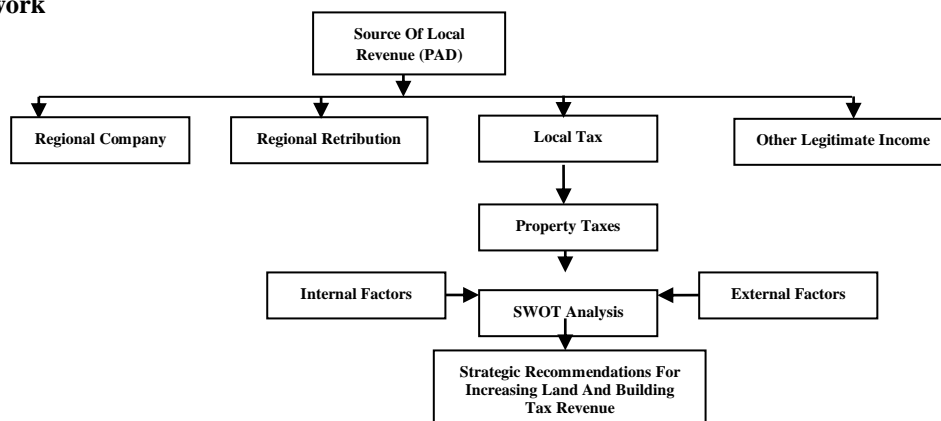 work
Source Of Local
Revenue (PAD)
Regional Company
Regional Retribution
Local Tax
Other Legitimate Income
Property Taxes
Internal Factors
SWOT Analysis
External Factors
Strategic Recommendations For
Increasing Land And Building
Tax Revenue